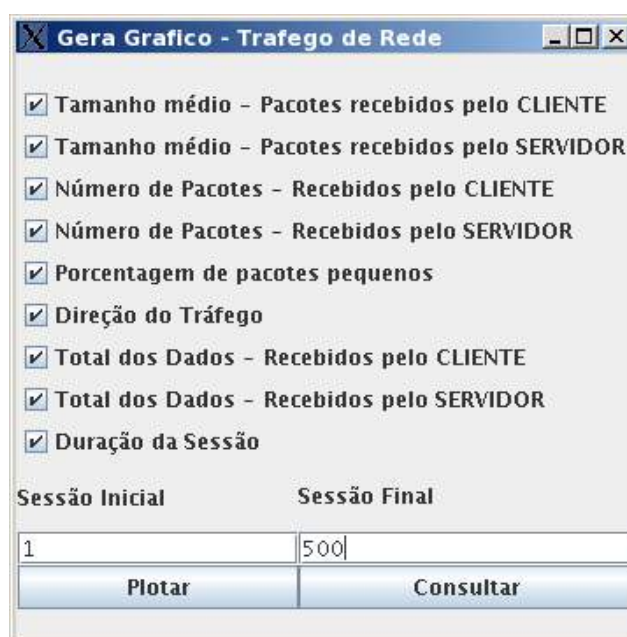 Gera Grafico - Trafego de Rede
Tamanho médio - Pacotes recebidos pelo CLIENTE
Tamanho médio - Pacotes recebidos pelo SERVIDOR
Número de Pacotes - Recebidos pelo CLIENTE
Número de Pacotes - Recebidos pelo SERVIDOR
Porcentagem de pacotes pequenos
Direção do Tráfego
Total dos Dados - Recebidos pelo CLIENTE
Total dos Dados - Recebidos pelo SERVIDOR
Duração da Sessão
Sessão Inicial Sessão Final
1 500
Plotar Consultar